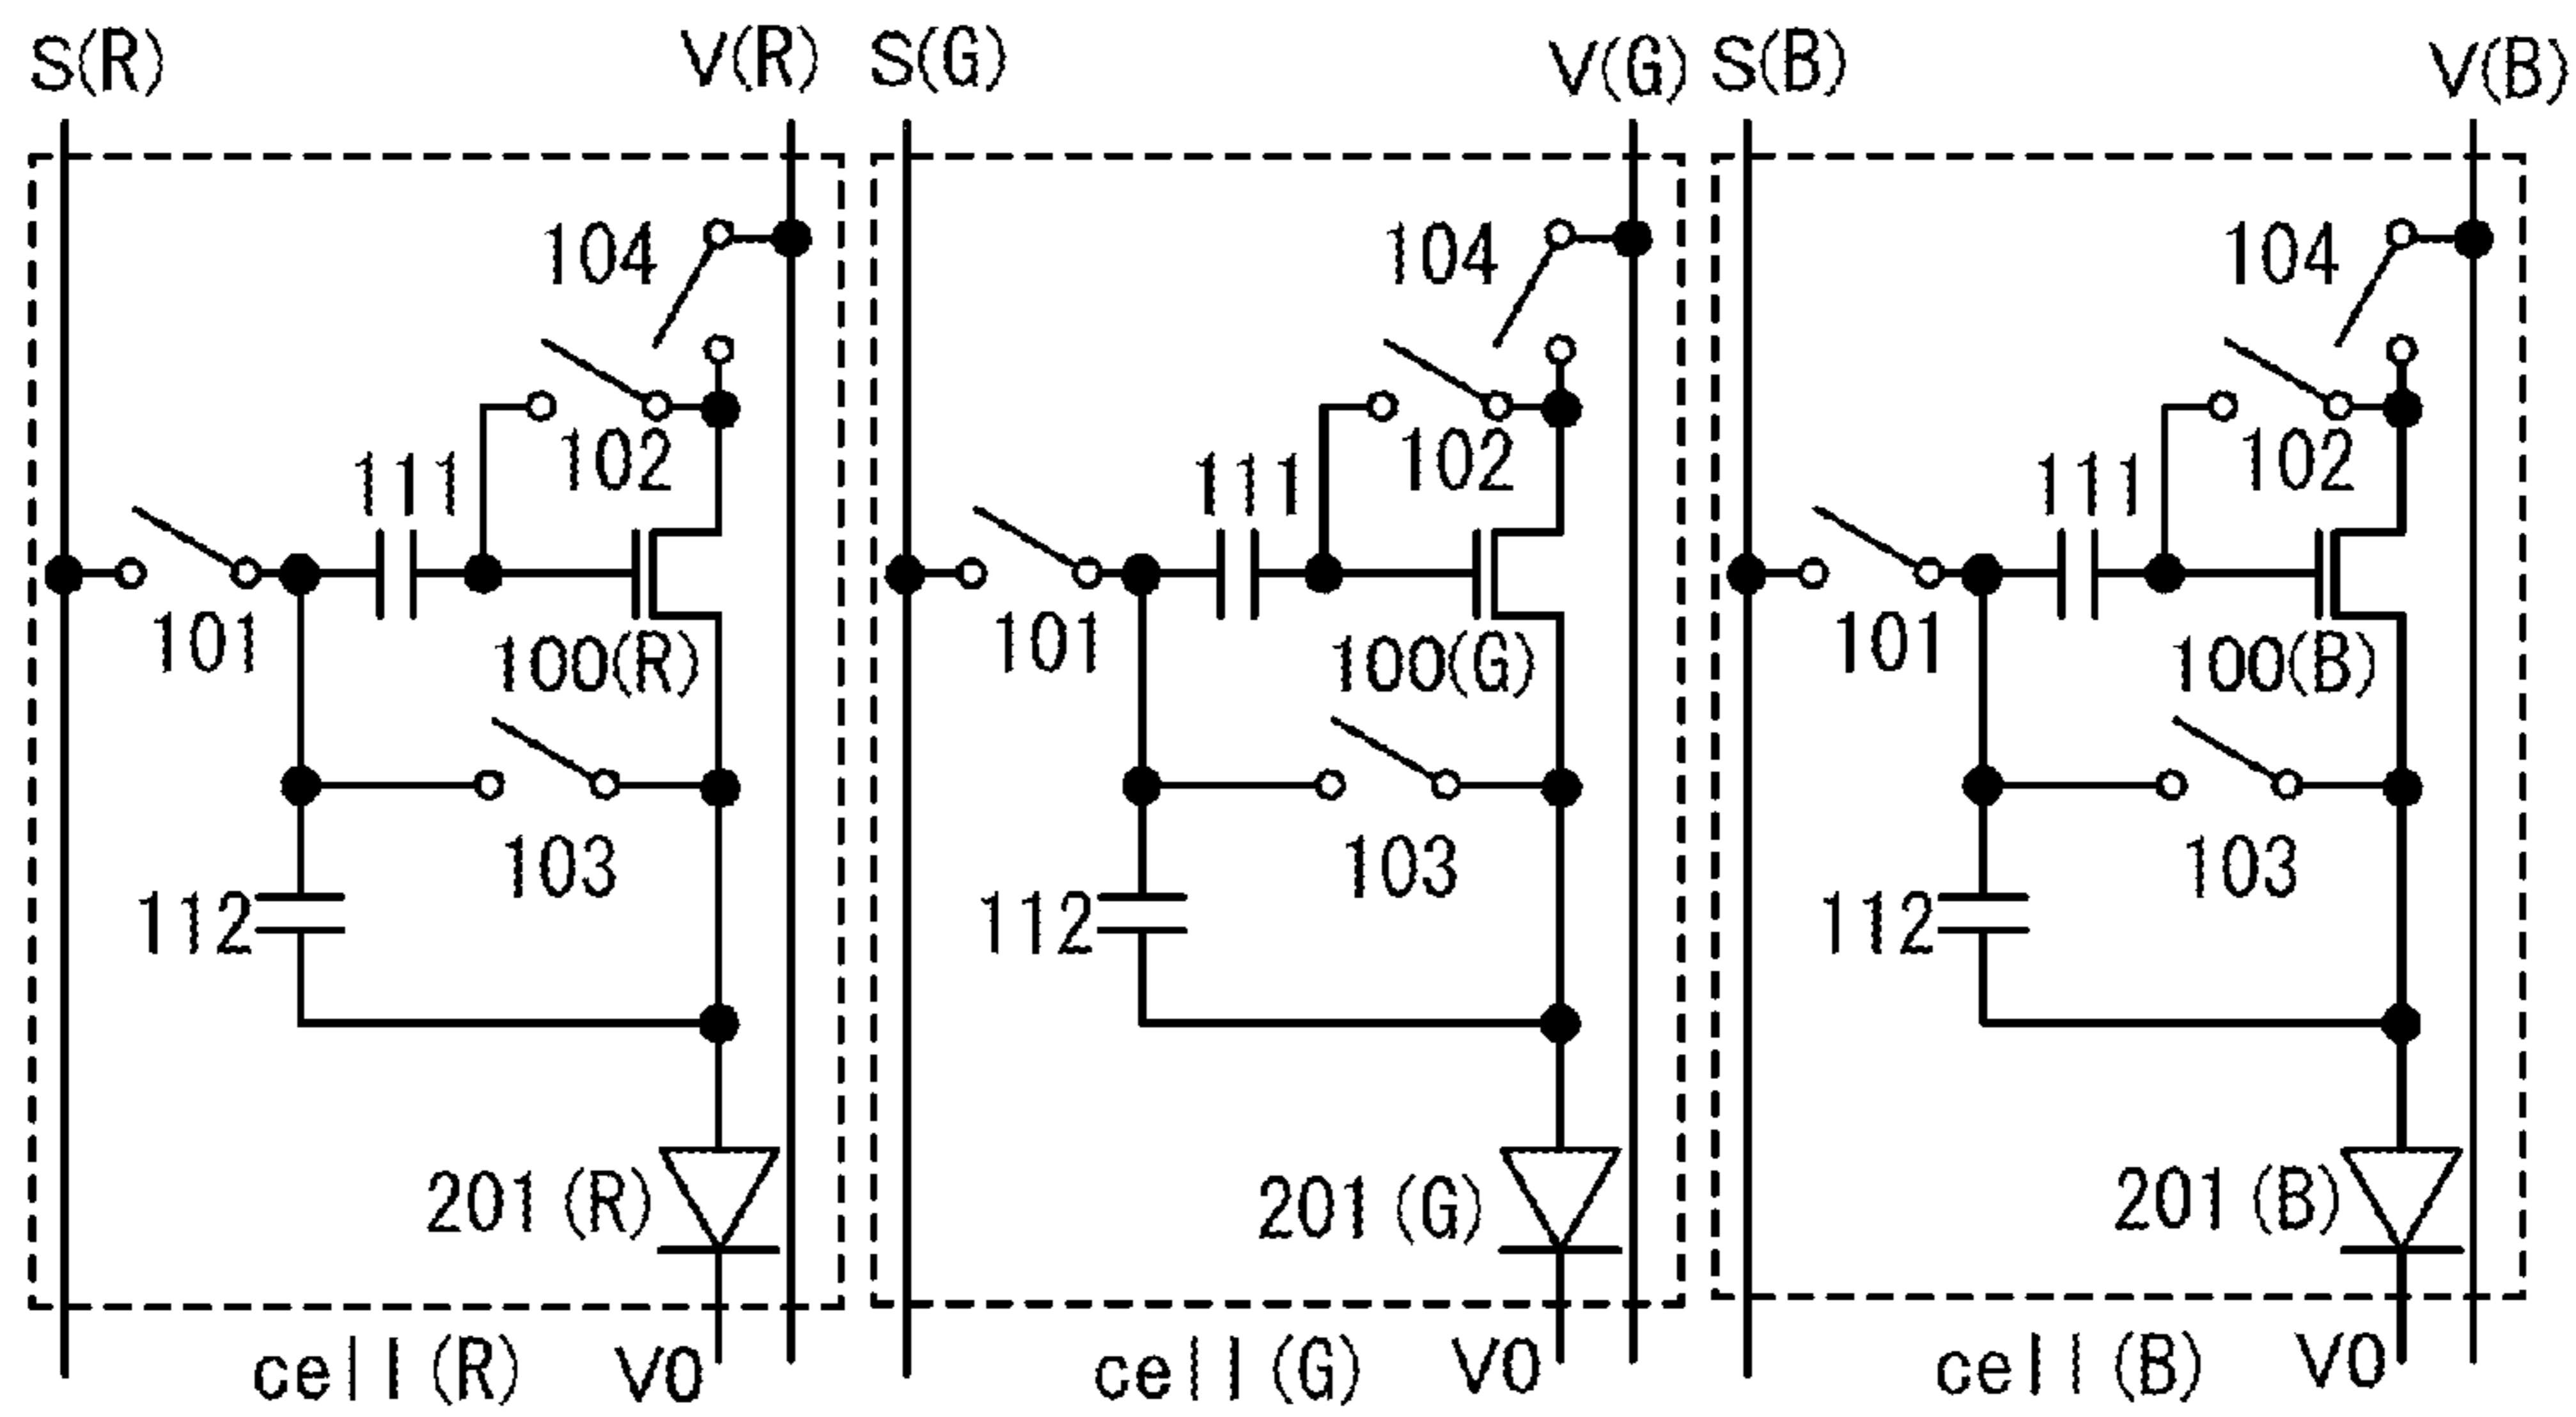 S(R) V(R) S(G) V(G) S(B) V(B)
104 104 104
102 102 102
111 111 111
101 101 101
100(R) 100(G) 100(B)
103 103 103
112 112 112
201(R) 201(G) 201(B)
cell(R) V0 cell(G) V0 cell(B) V0